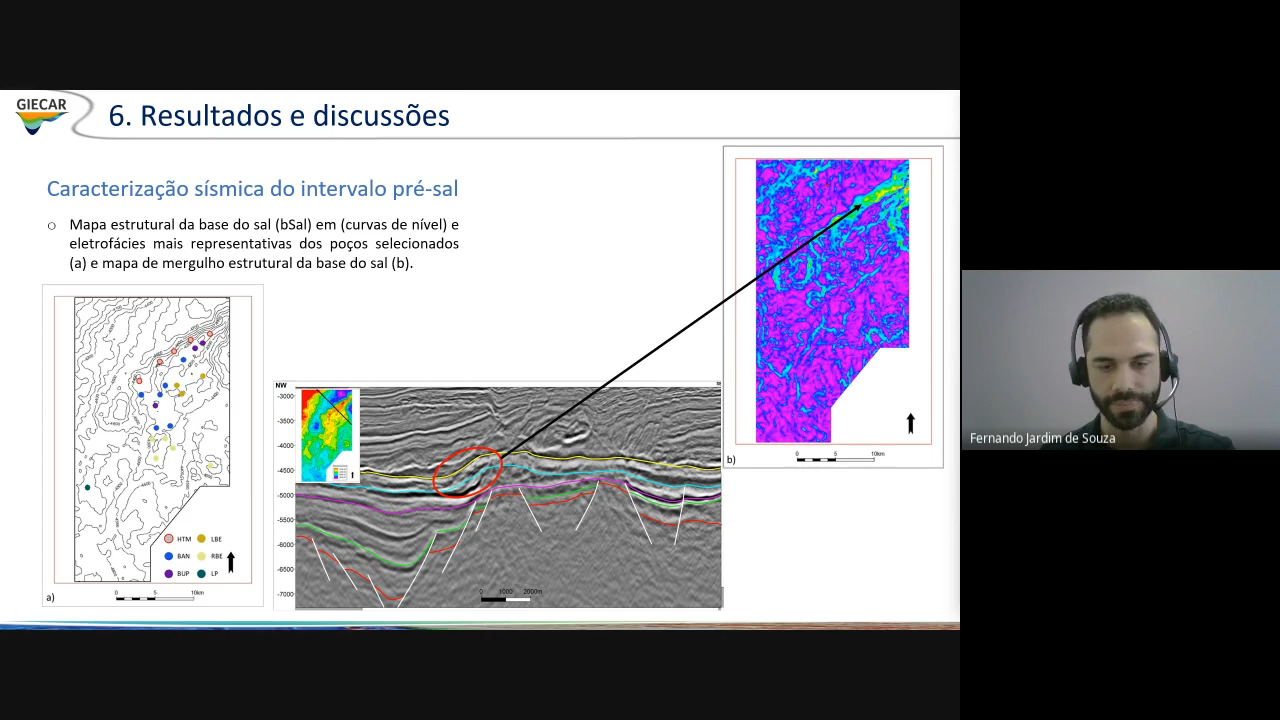 GIECAR
6. Resultados e discussões
Caracterização sísmica do intervalo pré-sal
o Mapa estrutural da base do sal (bSal) em (curvas de nível) e
eletrofácies mais representativas dos poços selecionados
(a) e mapa de mergulho estrutural da base do sal (b).
HTM LBE
BAN RBE
BUP LP
a)
0 5 10km
NW
-3000
-3500
-4000
-4500
-5000
-5500
-6000
-6500
-7000
0 1000 2000m
b)
0 5 10km
Fernando Jardim de Souza